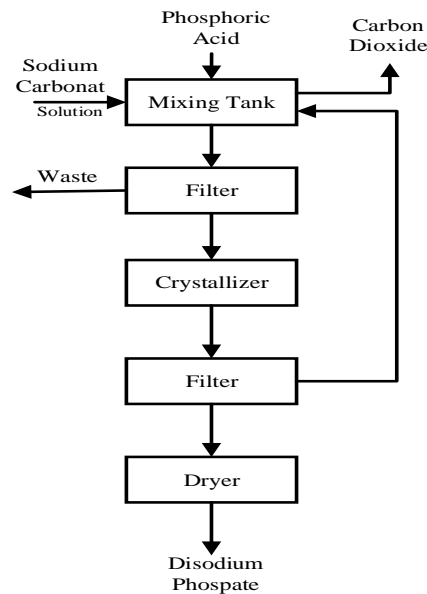 Phosphoric
Acid
Carbon
Dioxide
Sodium
Carbonat
Solution
Mixing Tank
Waste
Filter
Crystallizer
Filter
Dryer
Disodium
Phospate